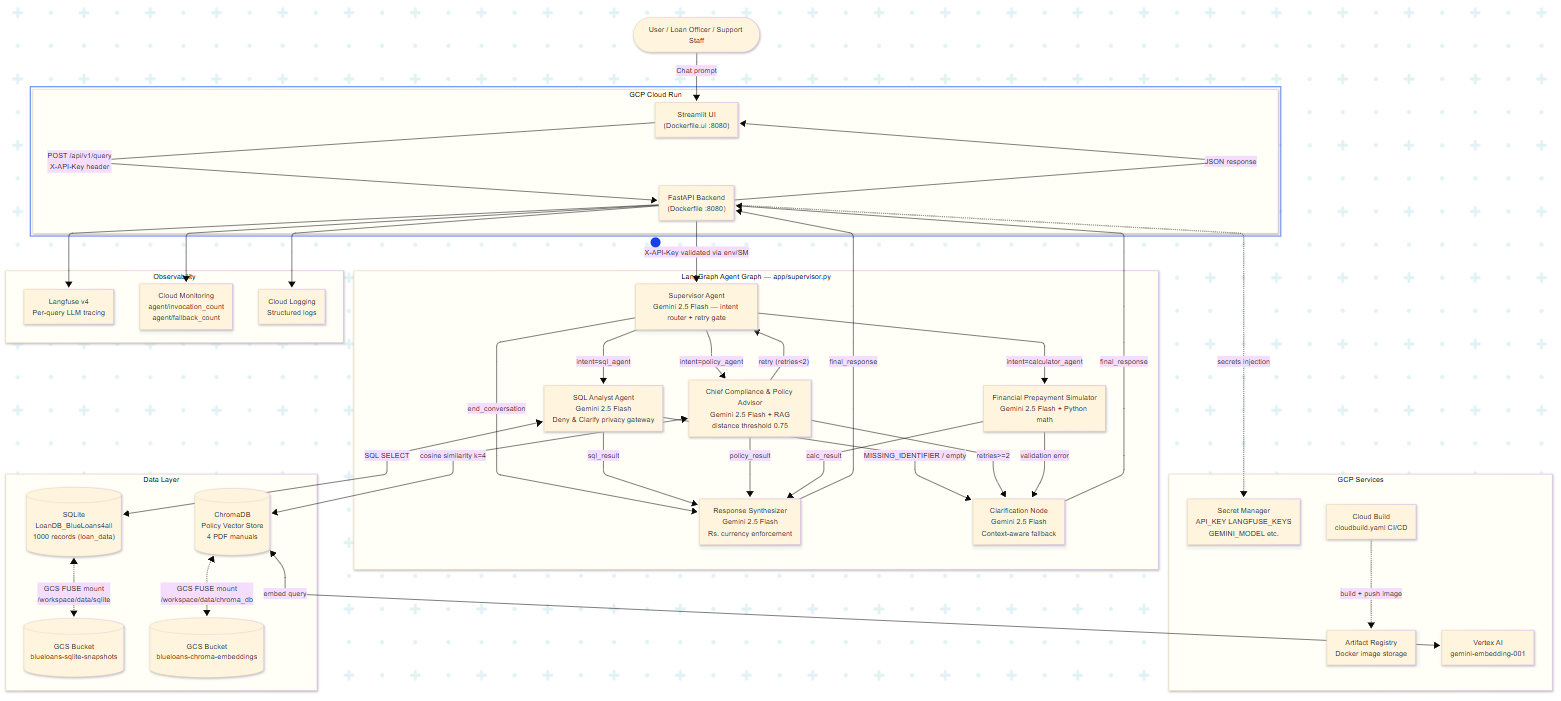 User / Loan Officer / Support
Staff
Chat prompt
GCP Cloud Run
Streamlit UI
(Dockerfile.ui :8080)
POST /api/v1/query
X-API-Key header
JSON response
FastAPI Backend
(Dockerfile :8080)
X-API-Key validated via env/SM
Observability
Langfuse v4
Per-query LLM tracing
Cloud Monitoring
agent/invocation_count
agent/fallback_count
Cloud Logging
Structured logs
LangGraph Agent Graph — app/supervisor.py
Supervisor Agent
Gemini 2.5 Flash — intent
router + retry gate
intent=sql_agent
intent=policy_agent
retry (retries<2)
final_response
intent=calculator_agent
final_response
secrets injection
SQL Analyst Agent
Gemini 2.5 Flash
Deny & Clarify privacy gateway
Chief Compliance & Policy
Advisor
Gemini 2.5 Flash + RAG
distance threshold 0.75
Financial Prepayment Simulator
Gemini 2.5 Flash + Python
math
end_conversation
SQL SELECT
cosine similarity k=4
sql_result
policy_result
calc_result
MISSING_IDENTIFIER / empty
retries>=2
validation error
Response Synthesizer
Gemini 2.5 Flash
Rs. currency enforcement
Clarification Node
Gemini 2.5 Flash
Context-aware fallback
Data Layer
SQLite
LoanDB_BlueLoans4all
1000 records (loan_data)
ChromaDB
Policy Vector Store
4 PDF manuals
GCS FUSE mount
/workspace/data/sqlite
GCS FUSE mount
/workspace/data/chroma_db
embed query
GCS Bucket
blueloans-sqlite-snapshots
GCS Bucket
blueloans-chroma-embeddings
GCP Services
Secret Manager
API_KEY LANGFUSE_KEYS
GEMINI_MODEL etc.
Cloud Build
cloudbuild.yaml CI/CD
build + push image
Artifact Registry
Docker image storage
Vertex AI
gemini-embedding-001